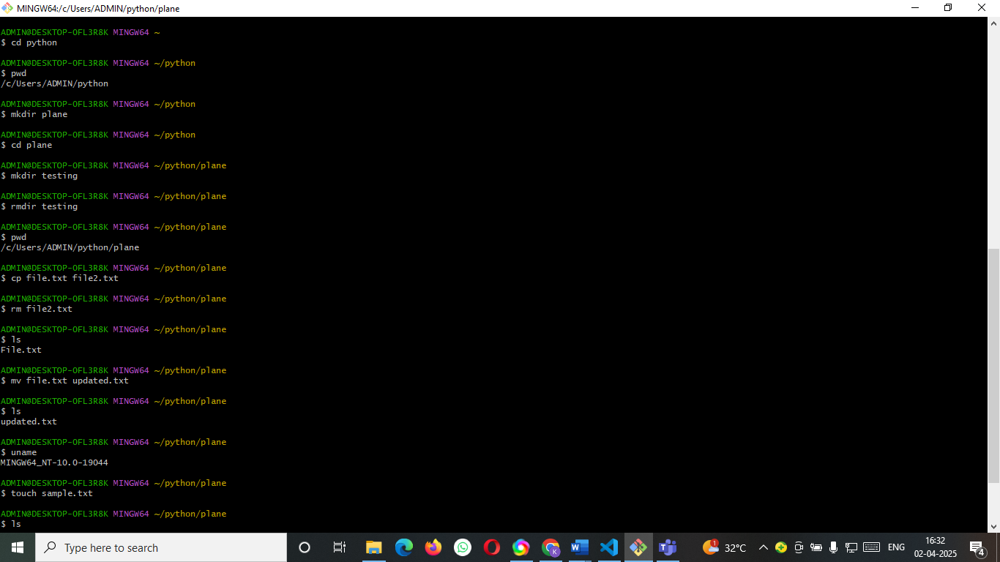 MINGW64:/c/Users/ADMIN/python/plane
ADMIN@DESKTOP-OFL3R8K MINGW64 ~
$ cd python
ADMIN@DESKTOP-OFL3R8K MINGW64 ~/python
$ pwd
/c/Users/ADMIN/python
ADMIN@DESKTOP-OFL3R8K MINGW64 ~/python
$ mkdir plane
ADMIN@DESKTOP-OFL3R8K MINGW64 ~/python
$ cd plane
ADMIN@DESKTOP-OFL3R8K MINGW64 ~/python/plane
$ mkdir testing
ADMIN@DESKTOP-OFL3R8K MINGW64 ~/python/plane
$ rmdir testing
ADMIN@DESKTOP-OFL3R8K MINGW64 ~/python/plane
$ pwd
/c/Users/ADMIN/python/plane
ADMIN@DESKTOP-OFL3R8K MINGW64 ~/python/plane
$ cp file.txt file2.txt
ADMIN@DESKTOP-OFL3R8K MINGW64 ~/python/plane
$ rm file2.txt
ADMIN@DESKTOP-OFL3R8K MINGW64 ~/python/plane
$ ls
File.txt
ADMIN@DESKTOP-OFL3R8K MINGW64 ~/python/plane
$ mv file.txt updated.txt
ADMIN@DESKTOP-OFL3R8K MINGW64 ~/python/plane
$ ls
updated.txt
ADMIN@DESKTOP-OFL3R8K MINGW64 ~/python/plane
$ uname
MINGW64_NT-10.0-19044
ADMIN@DESKTOP-OFL3R8K MINGW64 ~/python/plane
$ touch sample.txt
ADMIN@DESKTOP-OFL3R8K MINGW64 ~/python/plane
$ ls
Type here to search
K
1
32°C
ENG
16:32
02-04-2025
4